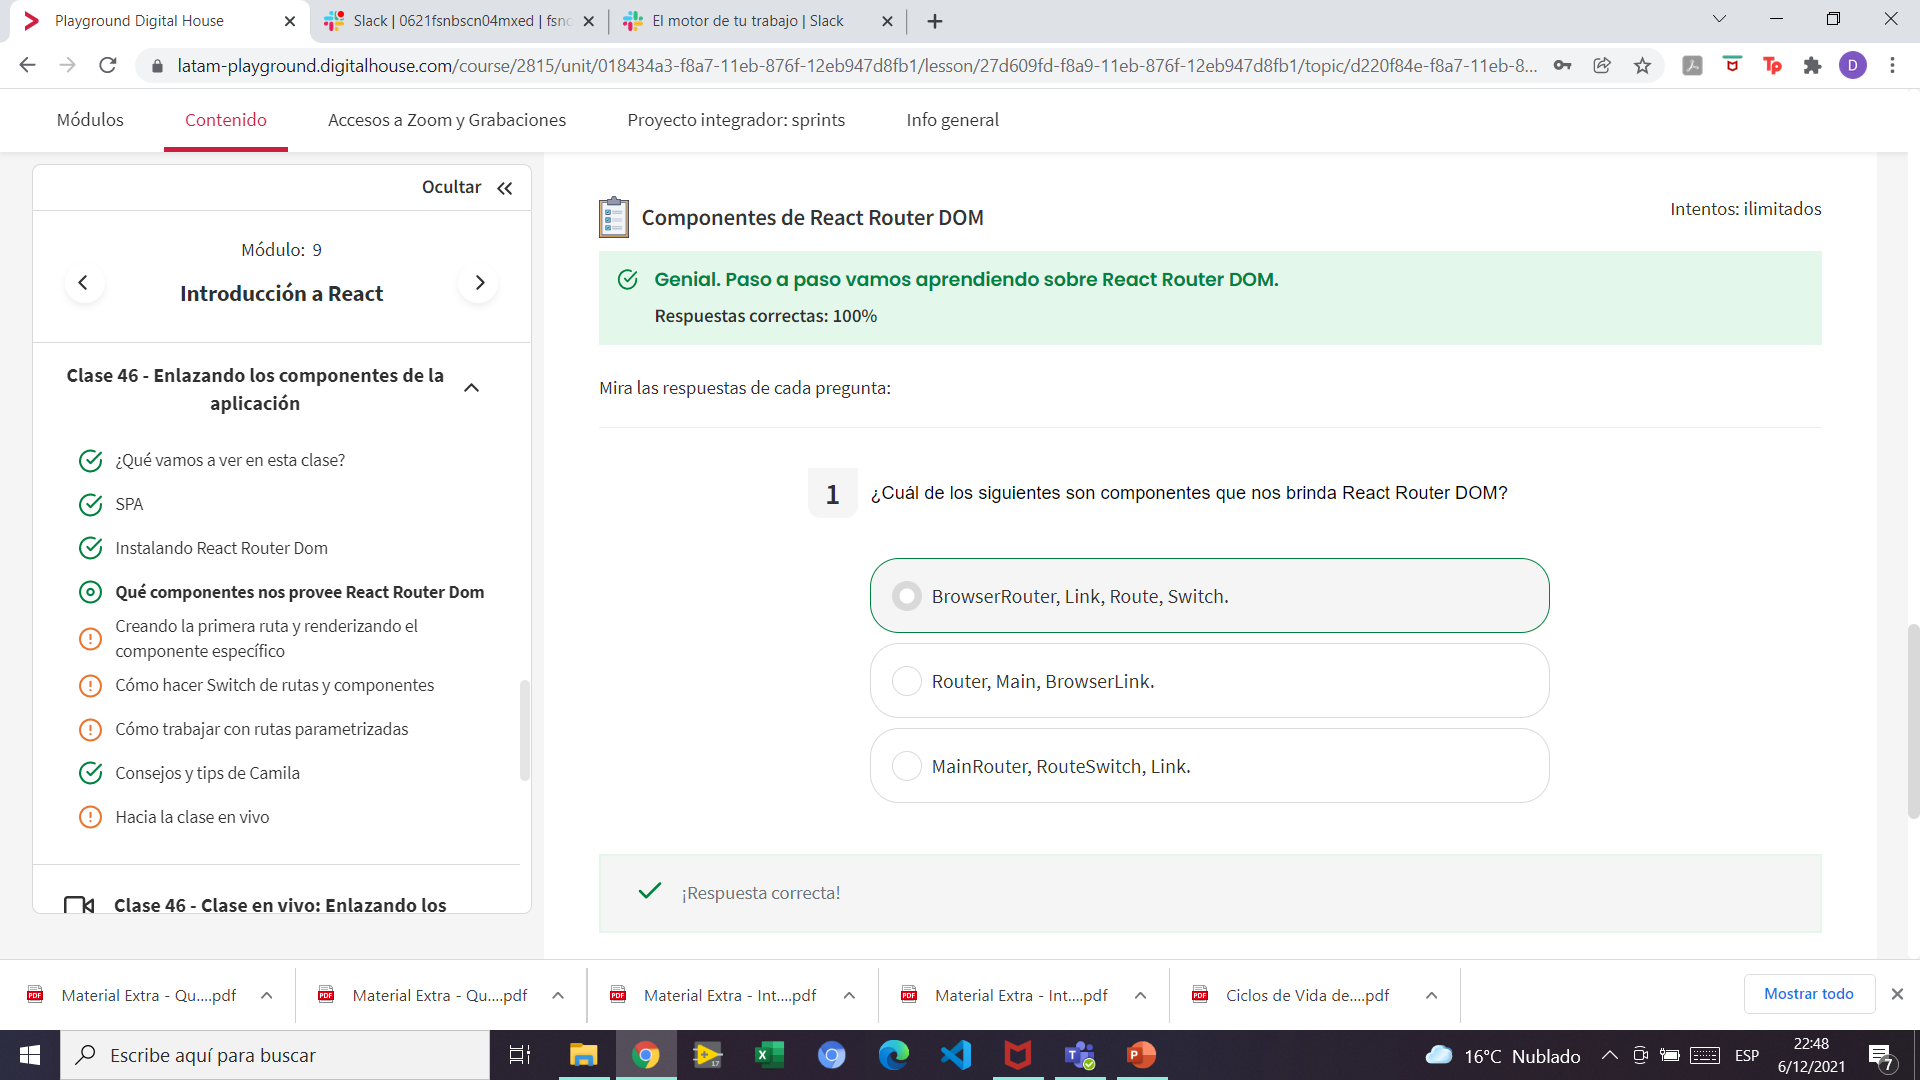 Playground Digital House
Slack | 0621fsnbscn04mxed | fsnc
El motor de tu trabajo | Slack
latam-playground.digitalhouse.com/course/2815/unit/018434a3-f8a7-11eb-876f-12eb947d8fb1/lesson/27d609fd-f8a9-11eb-876f-12eb947d8fb1/topic/d220f84e-f8a7-11eb-8...
Tp
D
Módulos
Contenido
Accesos a Zoom y Grabaciones
Proyecto integrador: sprints
Info general
Ocultar
Módulo: 9
Introducción a React
Clase 46 - Enlazando los componentes de la
aplicación
¿Qué vamos a ver en esta clase?
SPA
Instalando React Router Dom
Qué componentes nos provee React Router Dom
Creando la primera ruta y renderizando el
componente específico
Cómo hacer Switch de rutas y componentes
Cómo trabajar con rutas parametrizadas
Consejos y tips de Camila
Hacia la clase en vivo
Clase 46 - Clase en vivo: Enlazando los
Componentes de React Router DOM
Intentos: ilimitados
Genial. Paso a paso vamos aprendiendo sobre React Router DOM.
Respuestas correctas: 100%
Mira las respuestas de cada pregunta:
1
¿Cuál de los siguientes son componentes que nos brinda React Router DOM?
BrowserRouter, Link, Route, Switch.
Router, Main, BrowserLink.
MainRouter, RouteSwitch, Link.
¡Respuesta correcta!
Material Extra - Qu....pdf
Material Extra - Qu....pdf
Material Extra - Int....pdf
Material Extra - Int....pdf
Ciclos de Vida de....pdf
Mostrar todo
Escribe aquí para buscar
16°C Nublado
ESP
22:48
6/12/2021
7